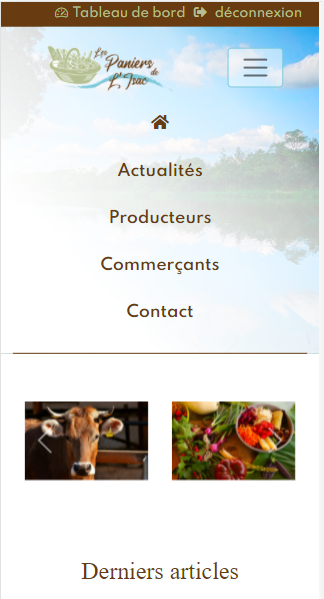 Tableau de bord déconnexion
Les
Paniers
de
L'Isac
Actualités
Producteurs
Commerçants
Contact
Derniers articles